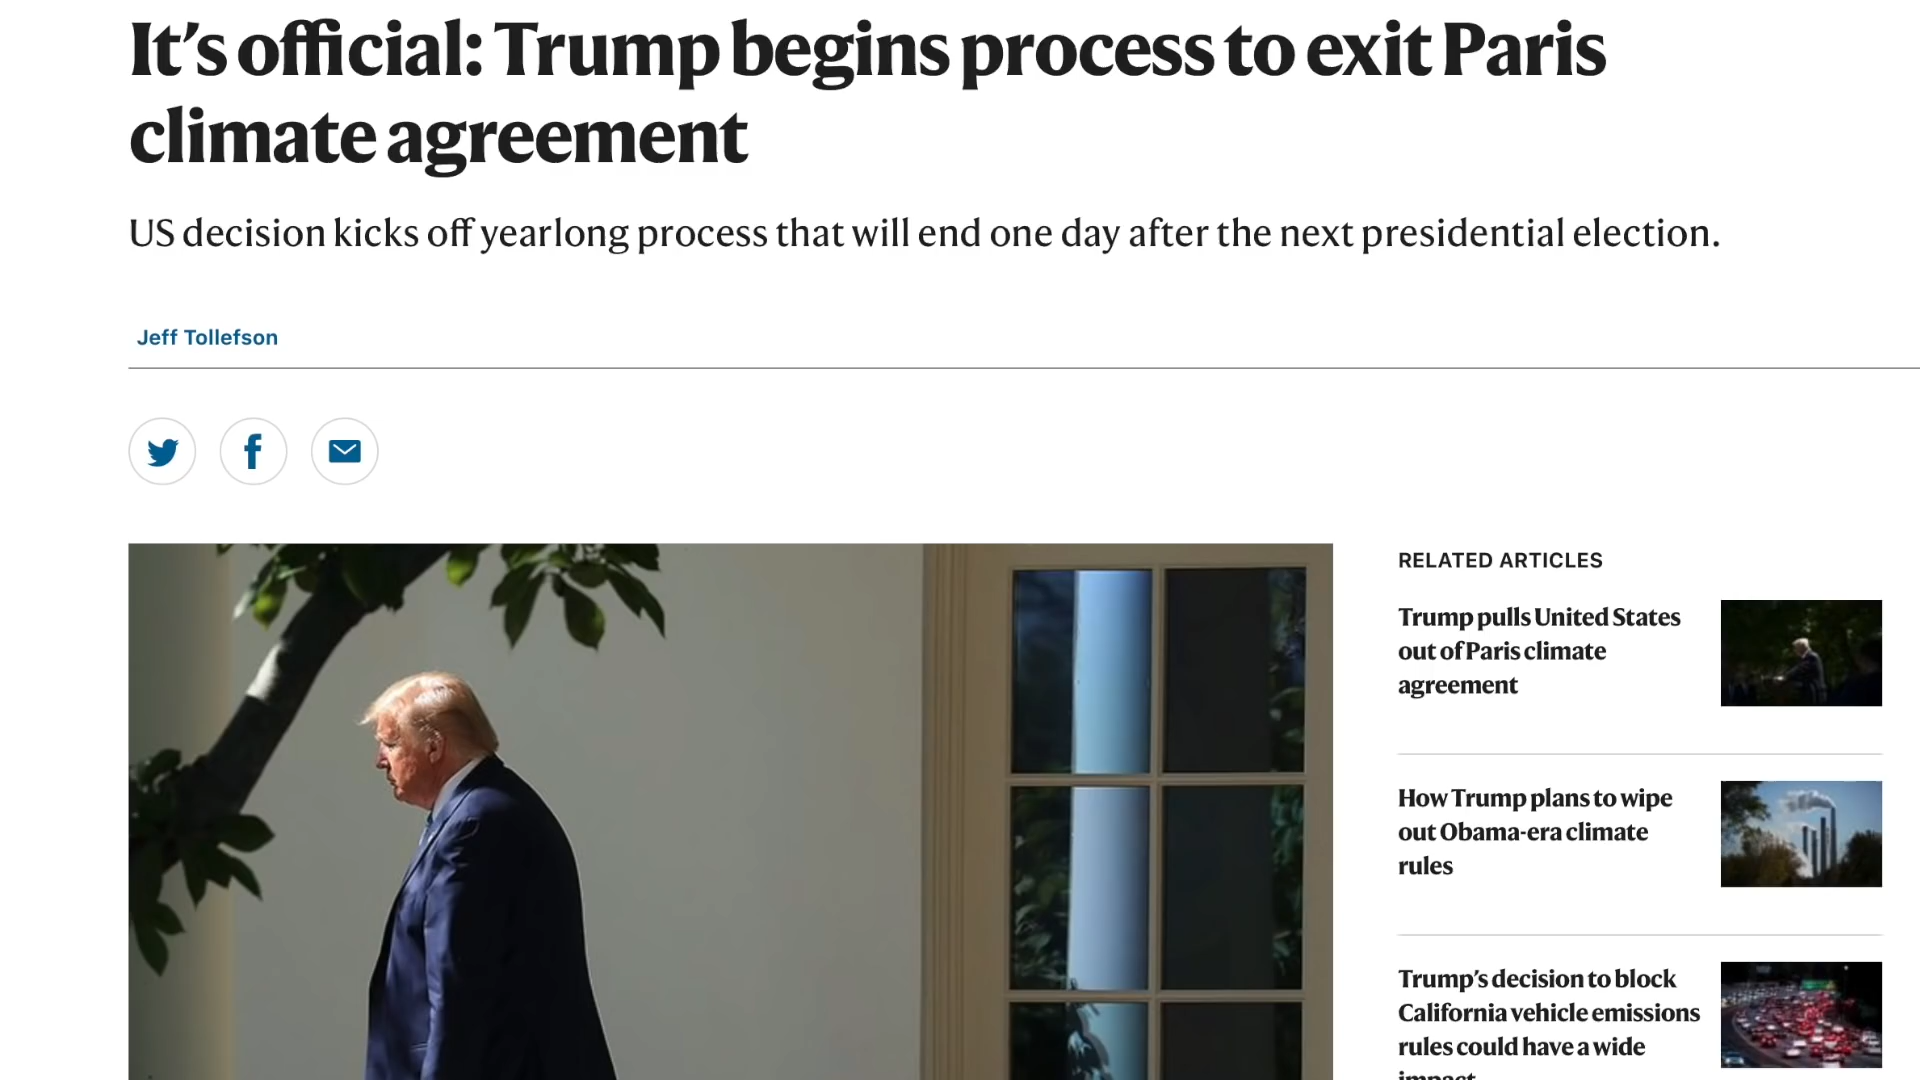 It’s official: Trump begins process to exit Paris
climate agreement
US decision kicks off yearlong process that will end one day after the next presidential election.
Jeff Tollefson
RELATED ARTICLES
Trump pulls United States
out of Paris climate
agreement
How Trump plans to wipe
out Obama-era climate
rules
Trump’s decision to block
California vehicle emissions
rules could have a wide
impact